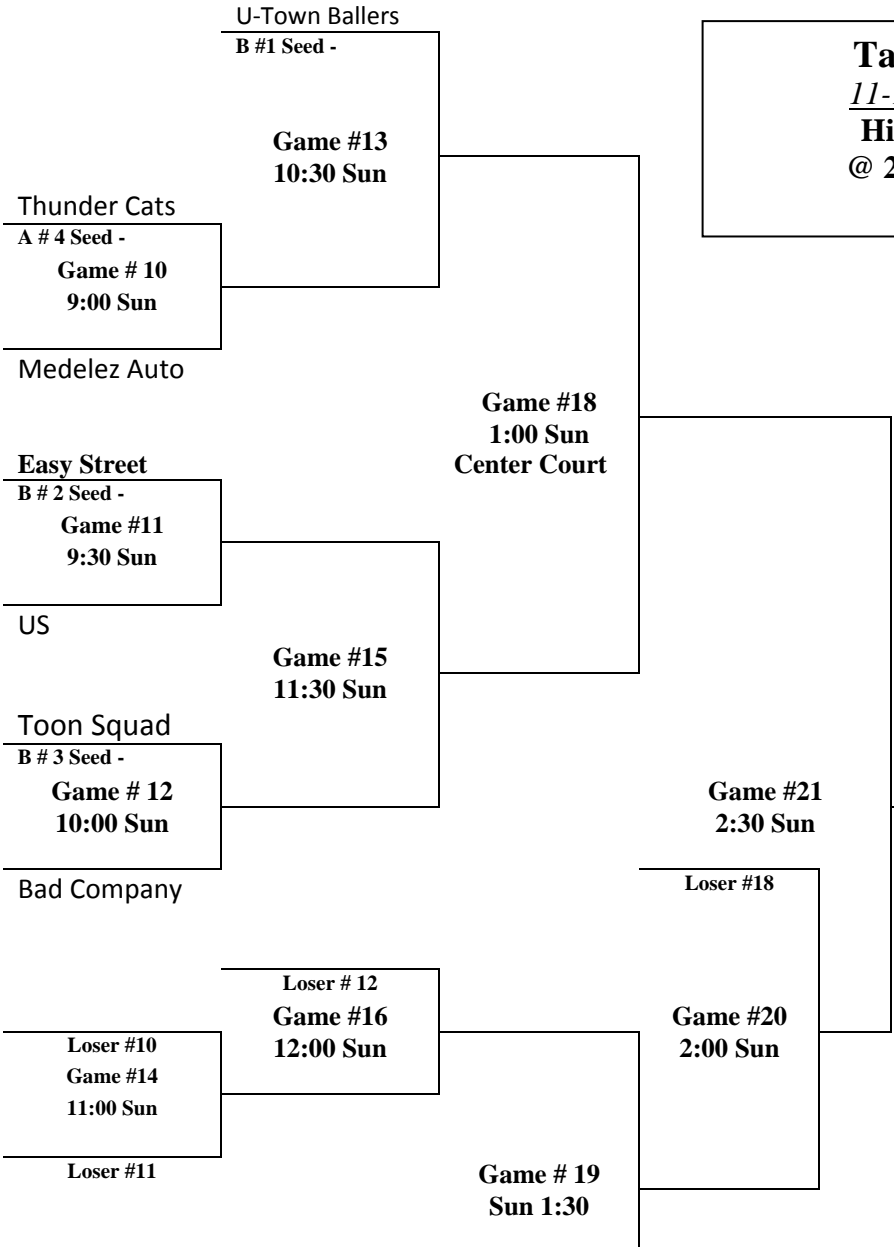 U-Town Ballers
B #1 Seed -
Game #13
10:30 Sun
Thunder Cats
A # 4 Seed -
Game # 10
9:00 Sun
Medelez Auto
Game #18
1:00 Sun
Center Court
Easy Street
B # 2 Seed -
Game #11
9:30 Sun
US
Game #15
11:30 Sun
Toon Squad
B # 3 Seed -
Game # 12
10:00 Sun
Bad Company
Game #21
2:30 Sun
Loser #18
Loser # 12
Game #16
12:00 Sun
Game #20
2:00 Sun
Loser #10
Game #14
11:00 Sun
Loser #11
Game # 19
Sun 1:30
@ 2